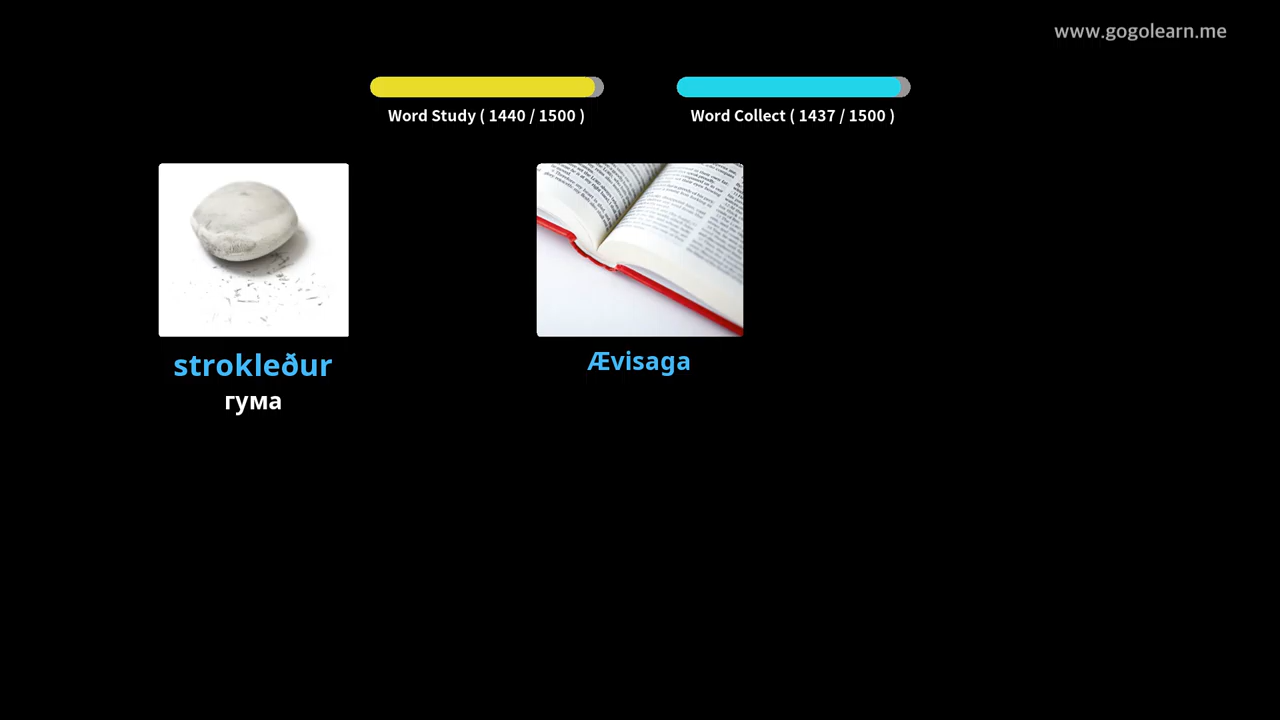 www.gogolearn.me
Word Study ( 1440 / 1500 )
Word Collect ( 1437 / 1500 )
strokleður
гума
Ævisaga